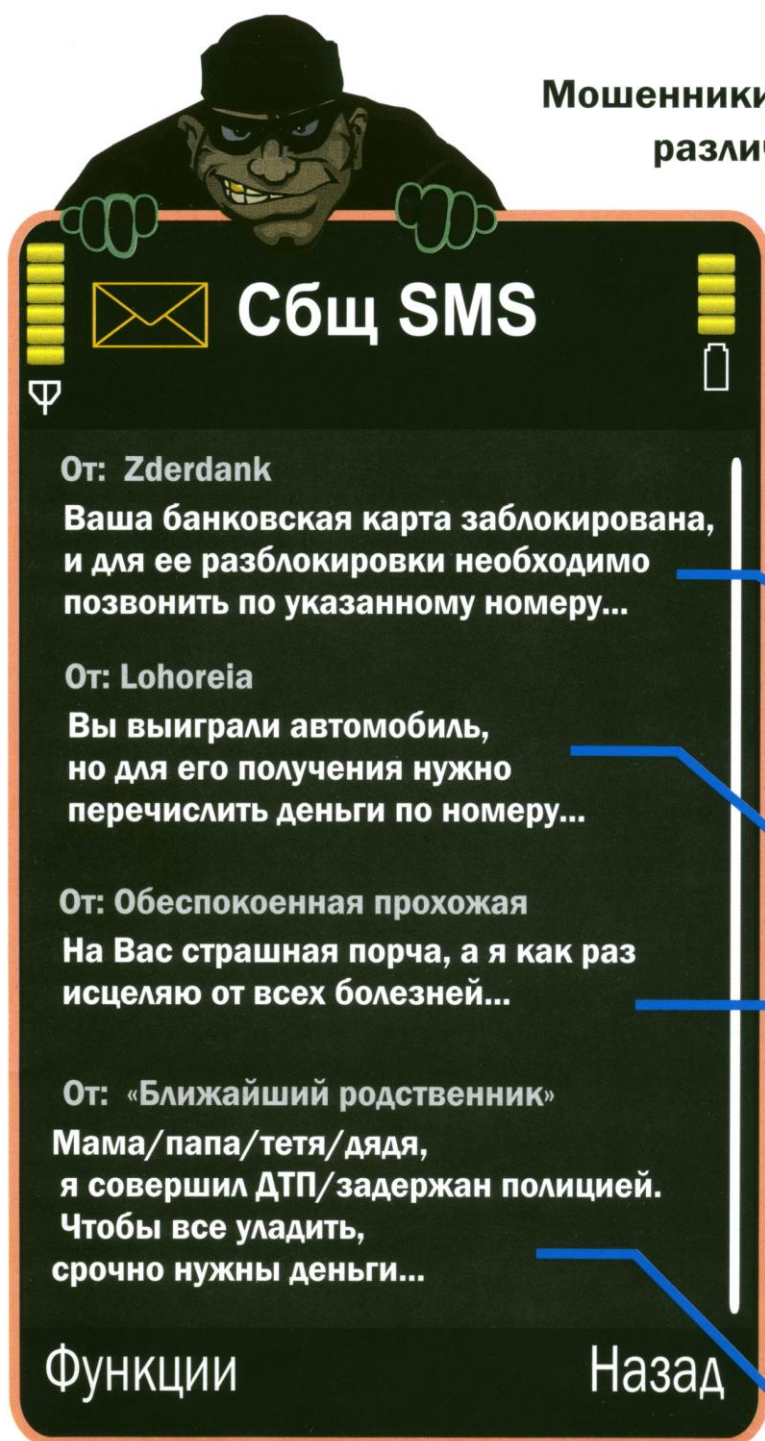 Мошенники
различ
Сбщ SMS
От: Zderdank
Ваша банковская карта заблокирована,
и для ее разблокировки необходимо
позвонить по указанному номеру...
От: Lohoreia
Вы выиграли автомобиль,
но для его получения нужно
перечислить деньги по номеру...
От: Обеспокоенная прохожая
На Вас страшная порча, а я как раз
исцеляю от всех болезней...
От: «Ближайший родственник»
Мама/папа/тетя/дядя,
я совершил ДТП/задержан полицией.
Чтобы все уладить,
срочно нужны деньги...
Функции
Назад